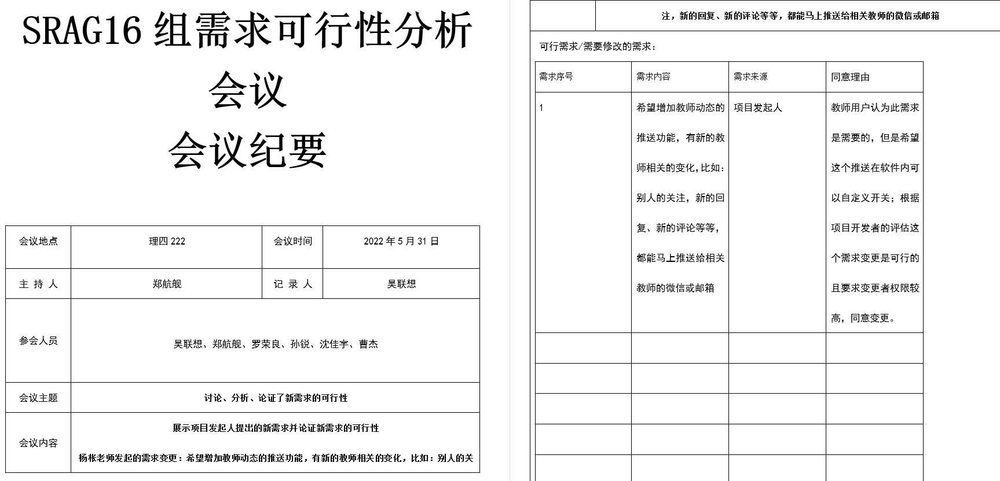 SRAG16 组需求可行性分析
会议
会议纪要
会议地点 理四 222 会议时间 2022 年 5 月 31 日
主 持 人 郑航舰 记 录 人 吴联想
参会人员 吴联想、郑航舰、罗荣良、孙锐、沈佳宇、曹杰
会议主题 讨论、分析、论证了新需求的可行性
会议内容
展示项目发起人提出的新需求并论证新需求的可行性
杨枨老师发起的需求变更：希望增加教师动态的推送功能，有新的教师相关的变化，比如：别人的关
注，新的回复、新的评论等等，都能马上推送给相关教师的微信或邮箱
可行需求/需要修改的需求：
需求序号 需求内容 需求来源 同意理由
1
希望增加教师动态的
推送功能，有新的教
师相关的变化，比如：
别人的关注，新的回
复、新的评论等等，
都能马上推送给相关
教师的微信或邮箱
项目发起人
教师用户认为此需求
是需要的，但是希望
这个推送在软件内可
以自定义开关；根据
项目开发者的评估这
个需求变更是可行的
且要求变更者权限较
高，同意变更。